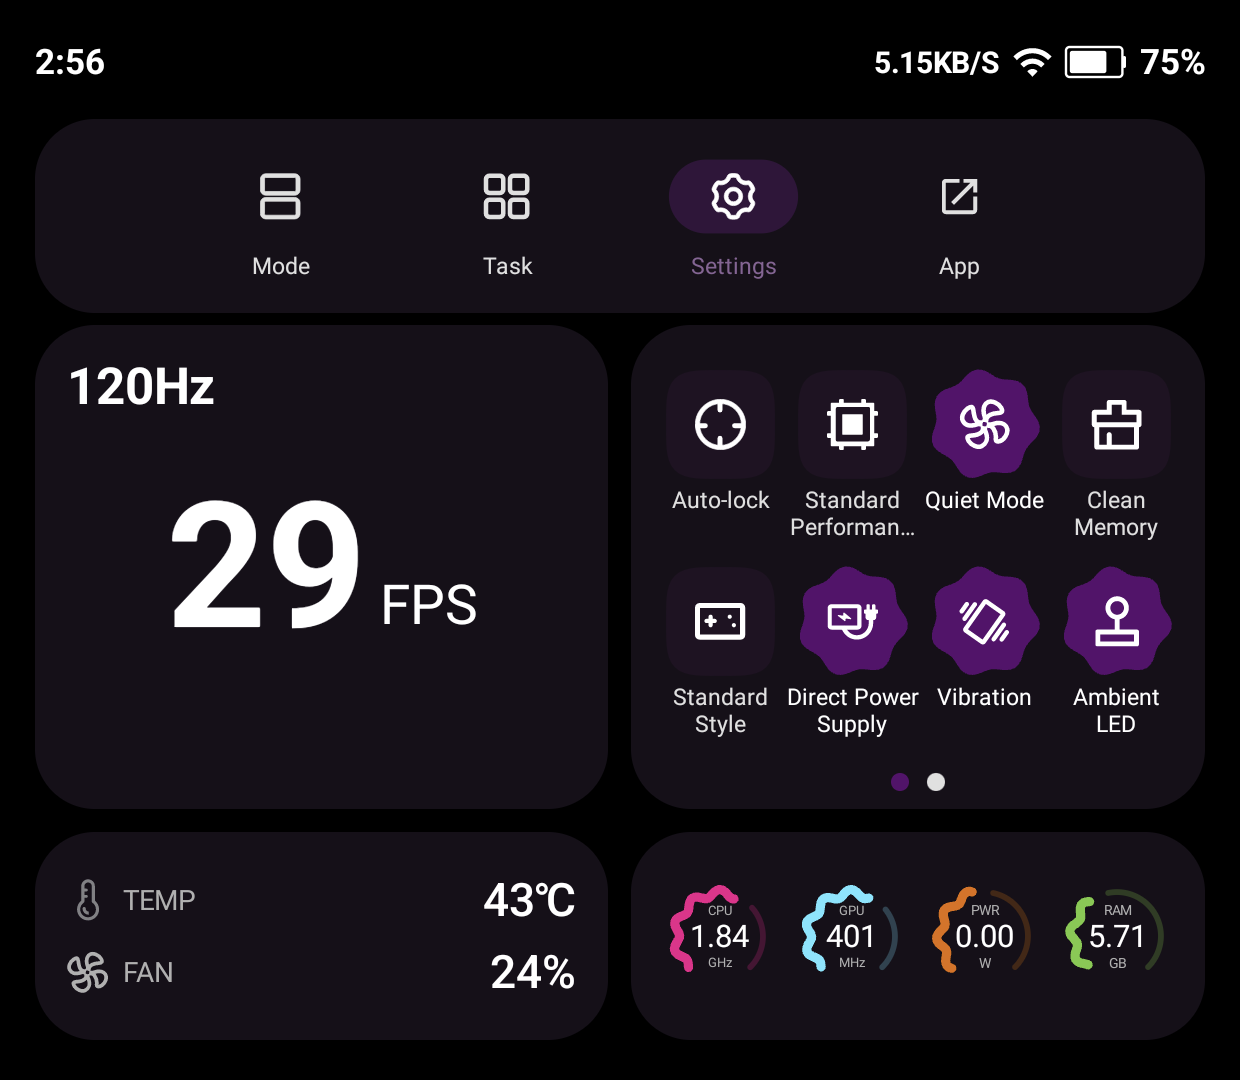 2:56
5.15KB/S 75%
Mode Task Settings App
120Hz
29 FPS
Auto-lock Standard Performan... Quiet Mode Clean Memory
Standard Style Direct Power Supply Vibration Ambient LED
TEMP 43℃
FAN 24%
CPU
1.84
GHz
GPU
401
MHz
PWR
0.00
W
RAM
5.71
GB